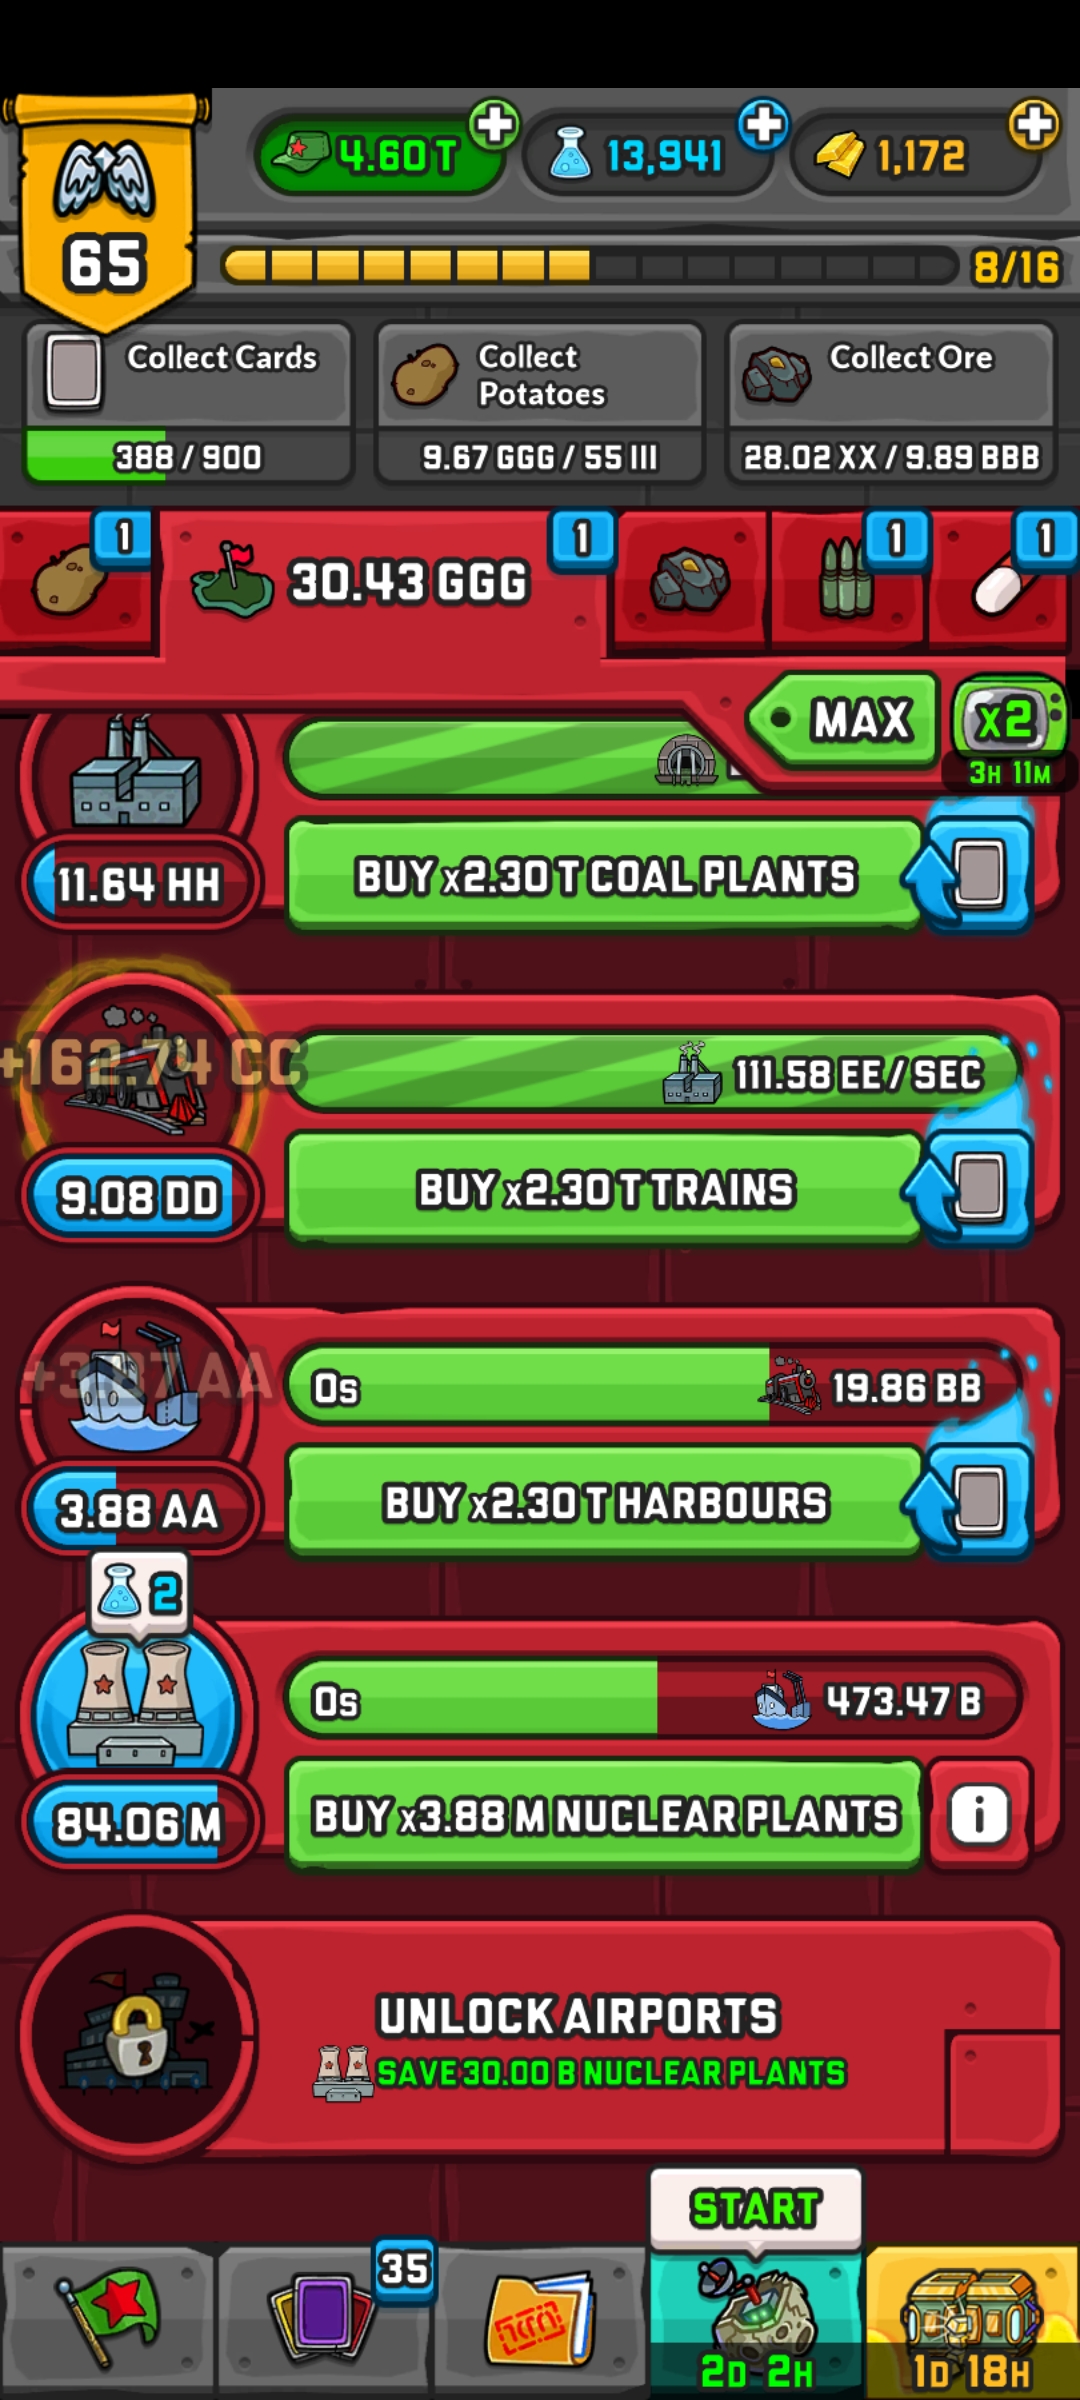 4.60 T
13,941
1,172
65
8/16
Collect Cards
388 / 900
Collect
Potatoes
9.67 GGG / 55 III
Collect Ore
28.02 XX / 9.89 BBB
1
30.43 GGG
1
1
1
MAX
x2
3H 11M
11.64 HH
BUY x2.30 T COAL PLANTS
+162.74 CC
111.58 EE / SEC
9.08 DD
BUY x2.30 T TRAINS
+3.87 AA
0s
19.86 BB
3.88 AA
BUY x2.30 T HARBOURS
2
0s
473.47 B
84.06 M
BUY x3.88 M NUCLEAR PLANTS
i
UNLOCK AIRPORTS
SAVE 30.00 B NUCLEAR PLANTS
START
35
2D 2H
1D 18H